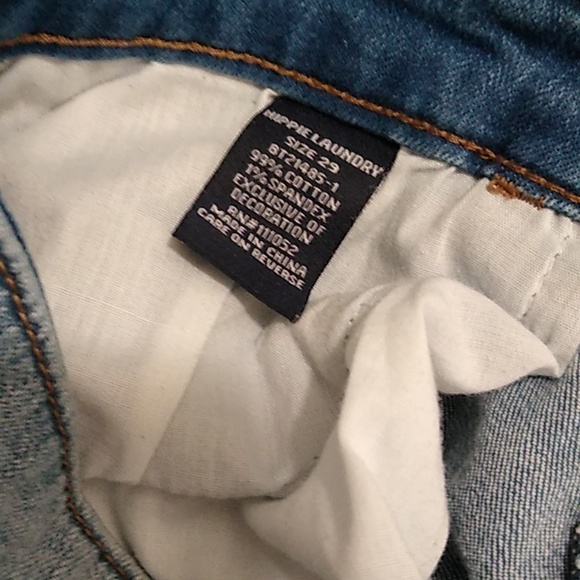 HIPPIE LAUNDRY
SIZE 29
BT21485-1
99% COTTON
1% SPANDEX
EXCLUSIVE OF
DECORATION
RN# 111052
MADE IN CHINA
CARE ON REVERSE